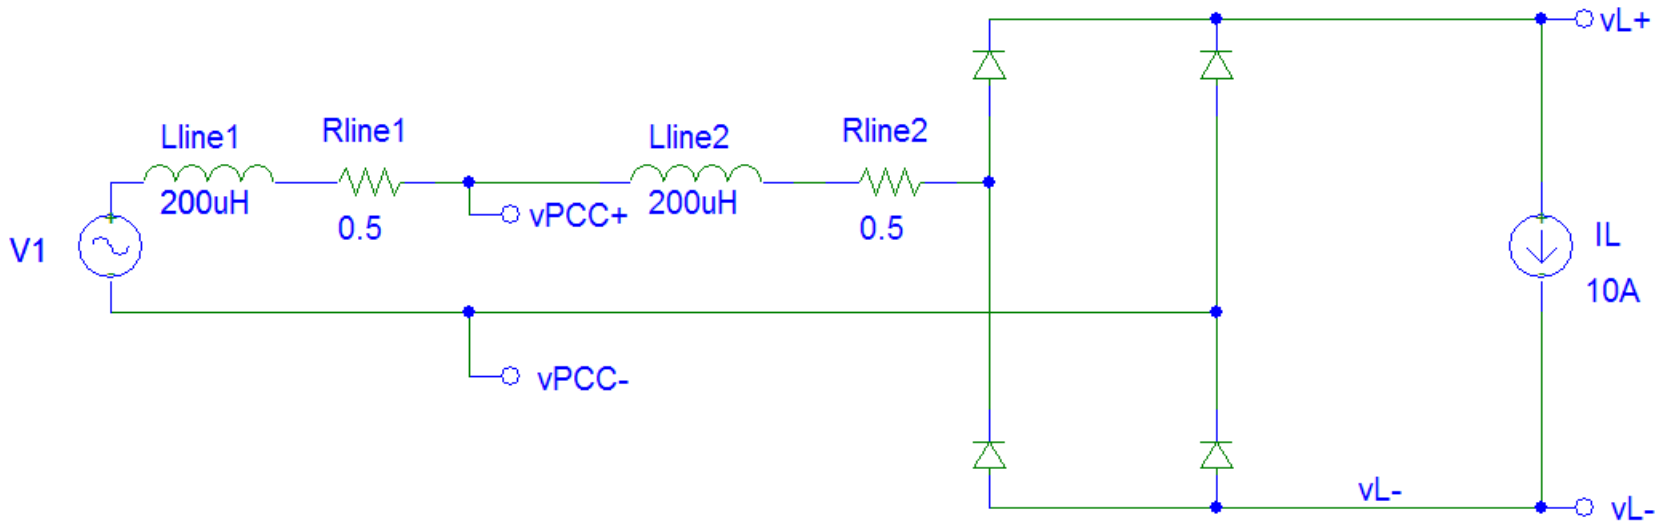 vL+
Lline1
Rline1
Lline2
Rline2
200uH
0.5
vPCC+
200uH
0.5
V1
IL
10A
vPCC-
vL-
vL-